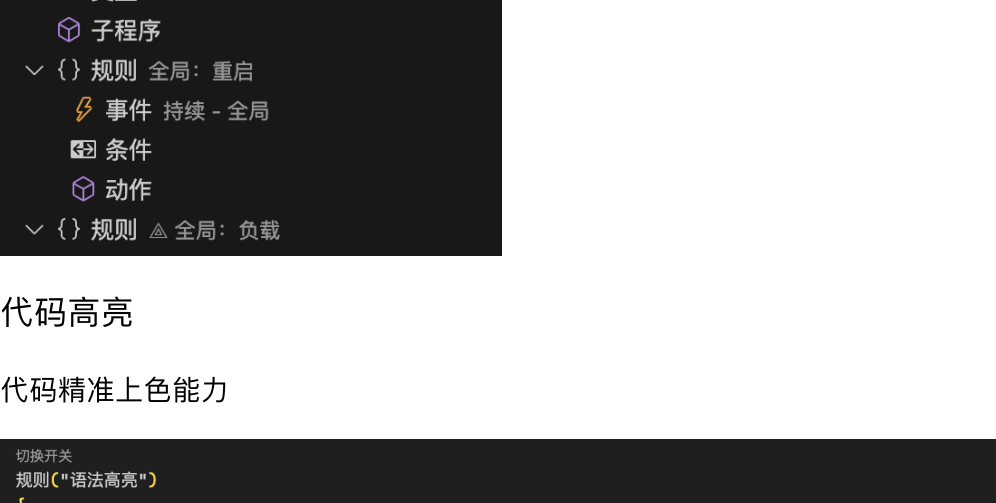 子程序
{} 规则 全局：重启
事件 持续 - 全局
条件
动作
{} 规则 ⟁ 全局：负载
代码高亮
代码精准上色能力
切换开关
规则("语法高亮")